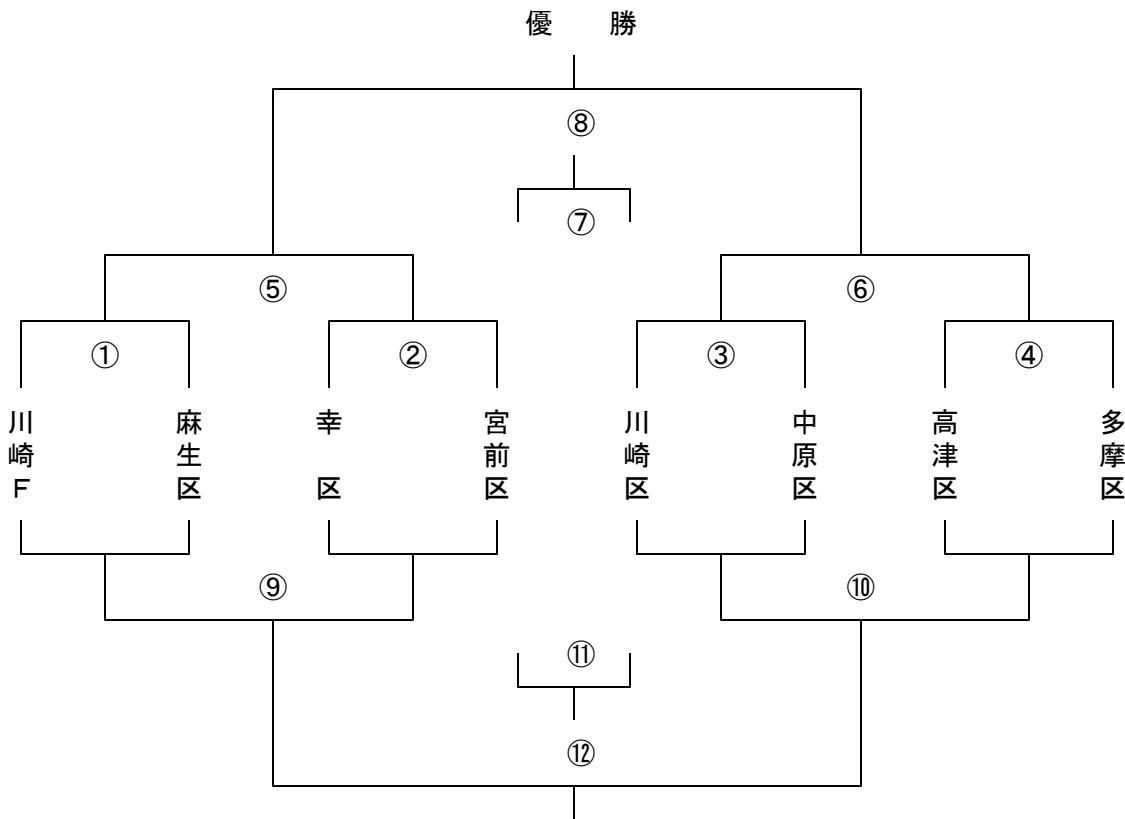 優　勝
⑧
⑦
⑤ ⑥
① ② ③ ④
川崎F 麻生区 幸　区 宮前区 川崎区 中原区 高津区 多摩区
⑨ ⑩
⑪
⑫